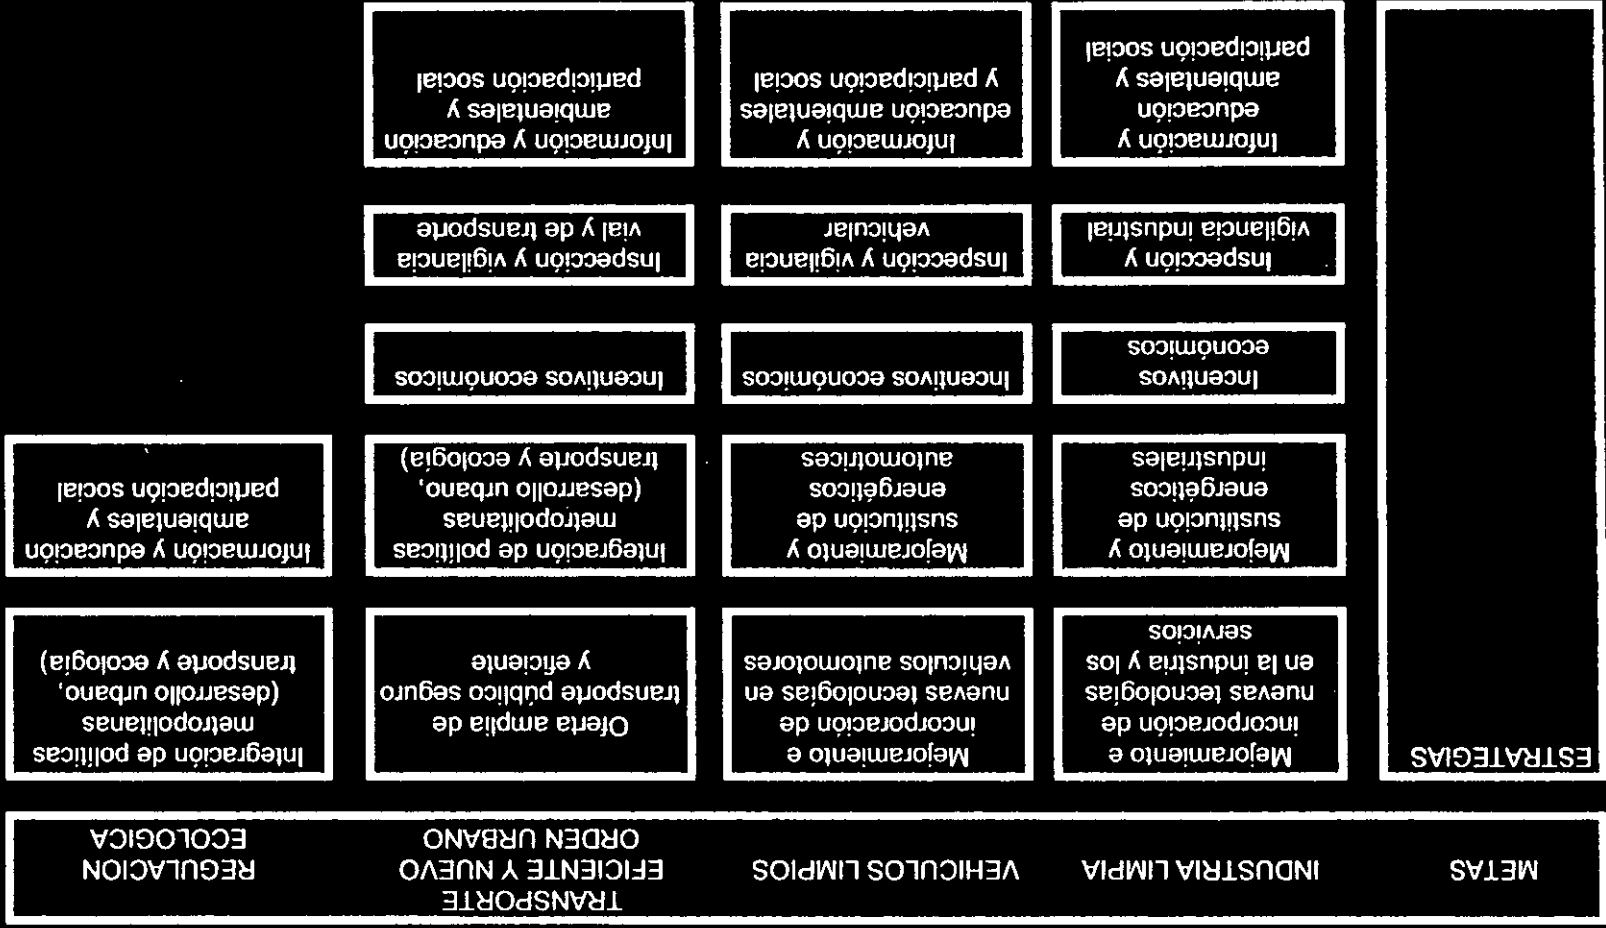 METAS
INDUSTRIA LIMPIA
VEHICULOS LIMPIOS
TRANSPORTE
EFICIENTE Y NUEVO
ORDEN URBANO
REGULACION
ECOLOGICA
ESTRATEGIAS
Mejoramiento e
incorporación de
nuevas tecnologías
en la industria y los
servicios
Mejoramiento e
incorporación de
nuevas tecnologías en
vehículos automotores
Oferta amplia de
transporte público seguro
y eficiente
Integración de políticas
metropolitanas
(desarrollo urbano,
transporte y ecología)
Mejoramiento y
sustitución de
energéticos
industriales
Mejoramiento y
sustitución de
energéticos
automotrices
Integración de políticas
metropolitanas
(desarrollo urbano,
transporte y ecología)
Información y educación
ambientales y
participación social
Incentivos
económicos
Incentivos económicos
Incentivos económicos
Inspección y
vigilancia industrial
Inspección y vigilancia
vehicular
Inspección y vigilancia
vial y de transporte
Información y
educación
ambientales y
participación social
Información y
educación ambientales
y participación social
Información y educación
ambientales y
participación social